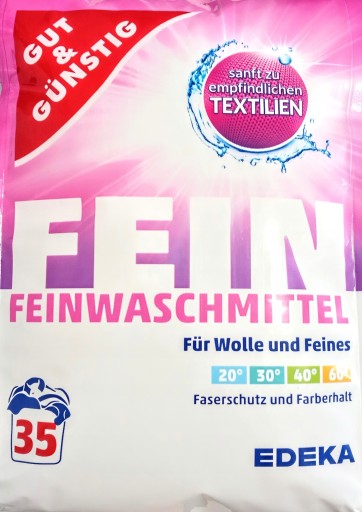 GUT
&
GÜNSTIG
sanft zu
empfindlichen
TEXTILIEN
FEIN
FEINWASCHMITTEL
Für Wolle und Feines
20° 30° 40° 60°
Faserschutz und Farberhalt
35
EDEKA